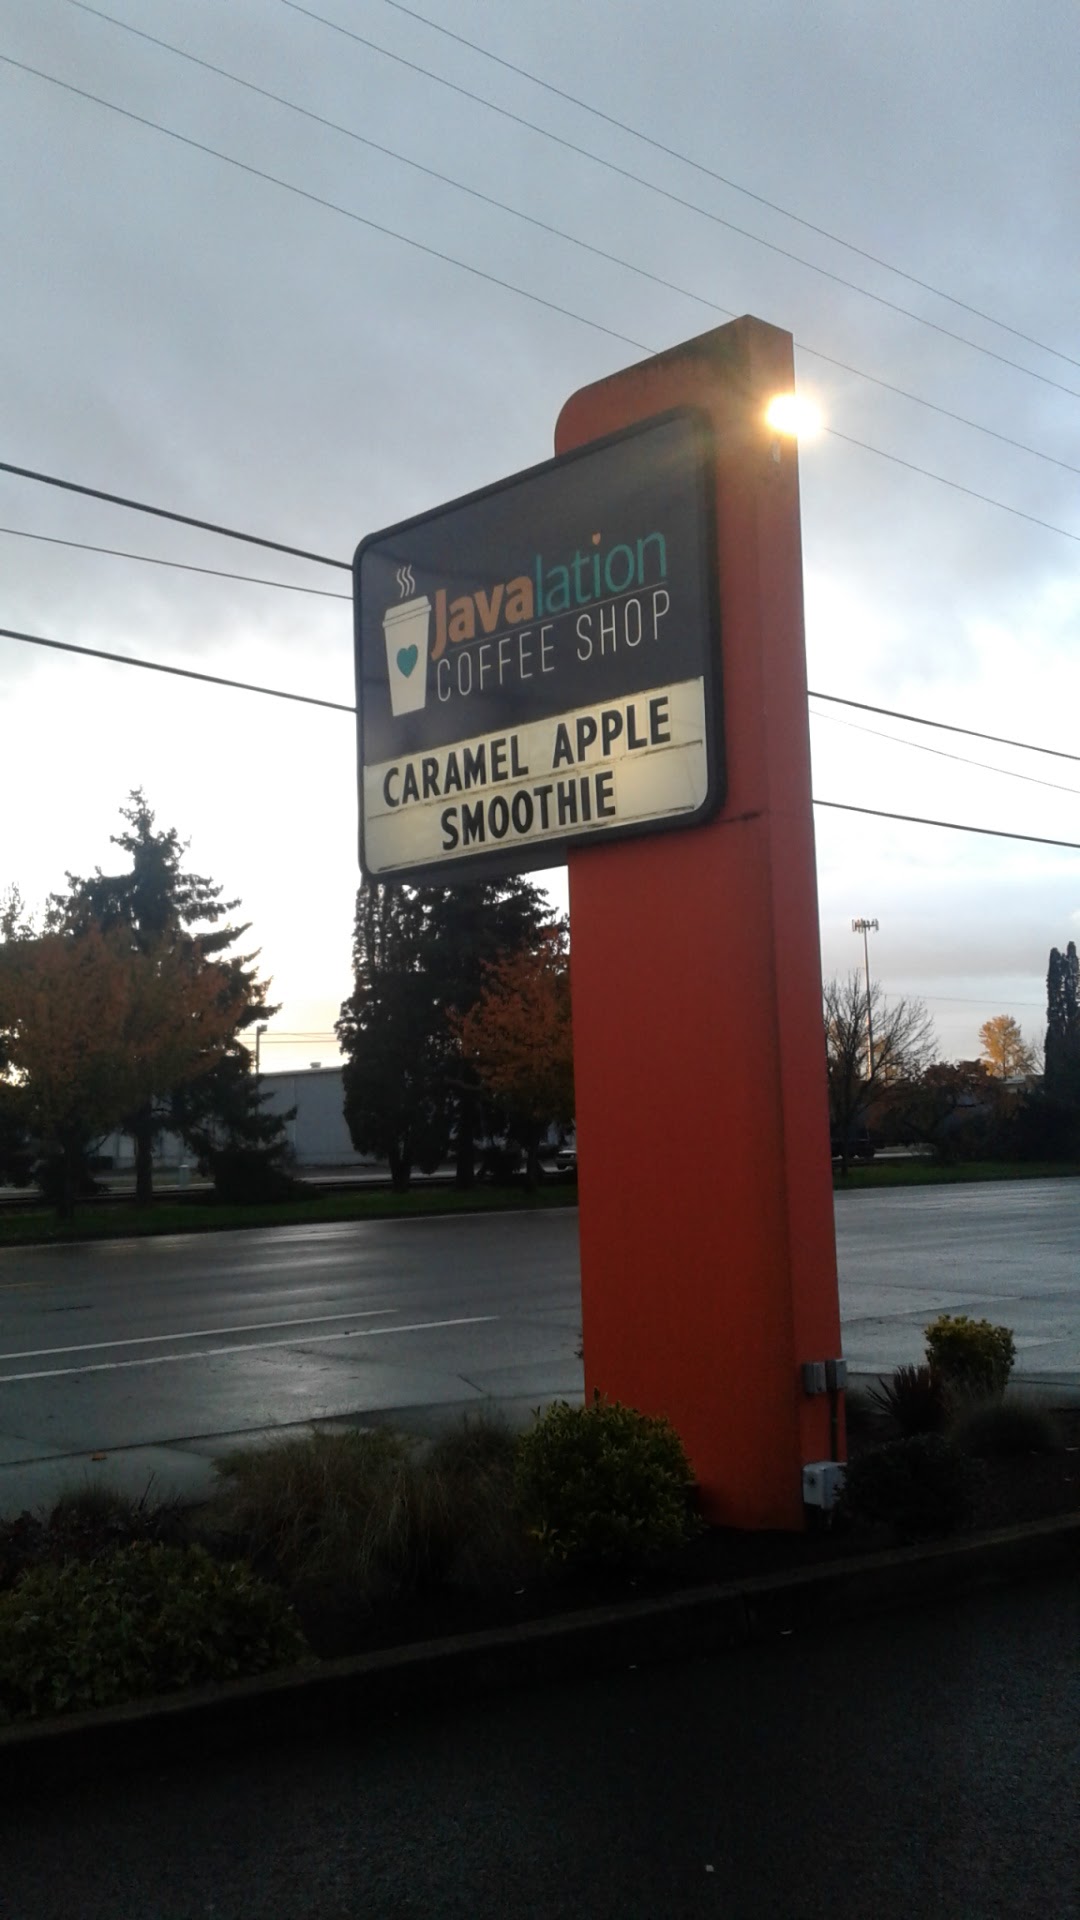 Javalation
COFFEE SHOP
CARAMEL APPLE
SMOOTHIE